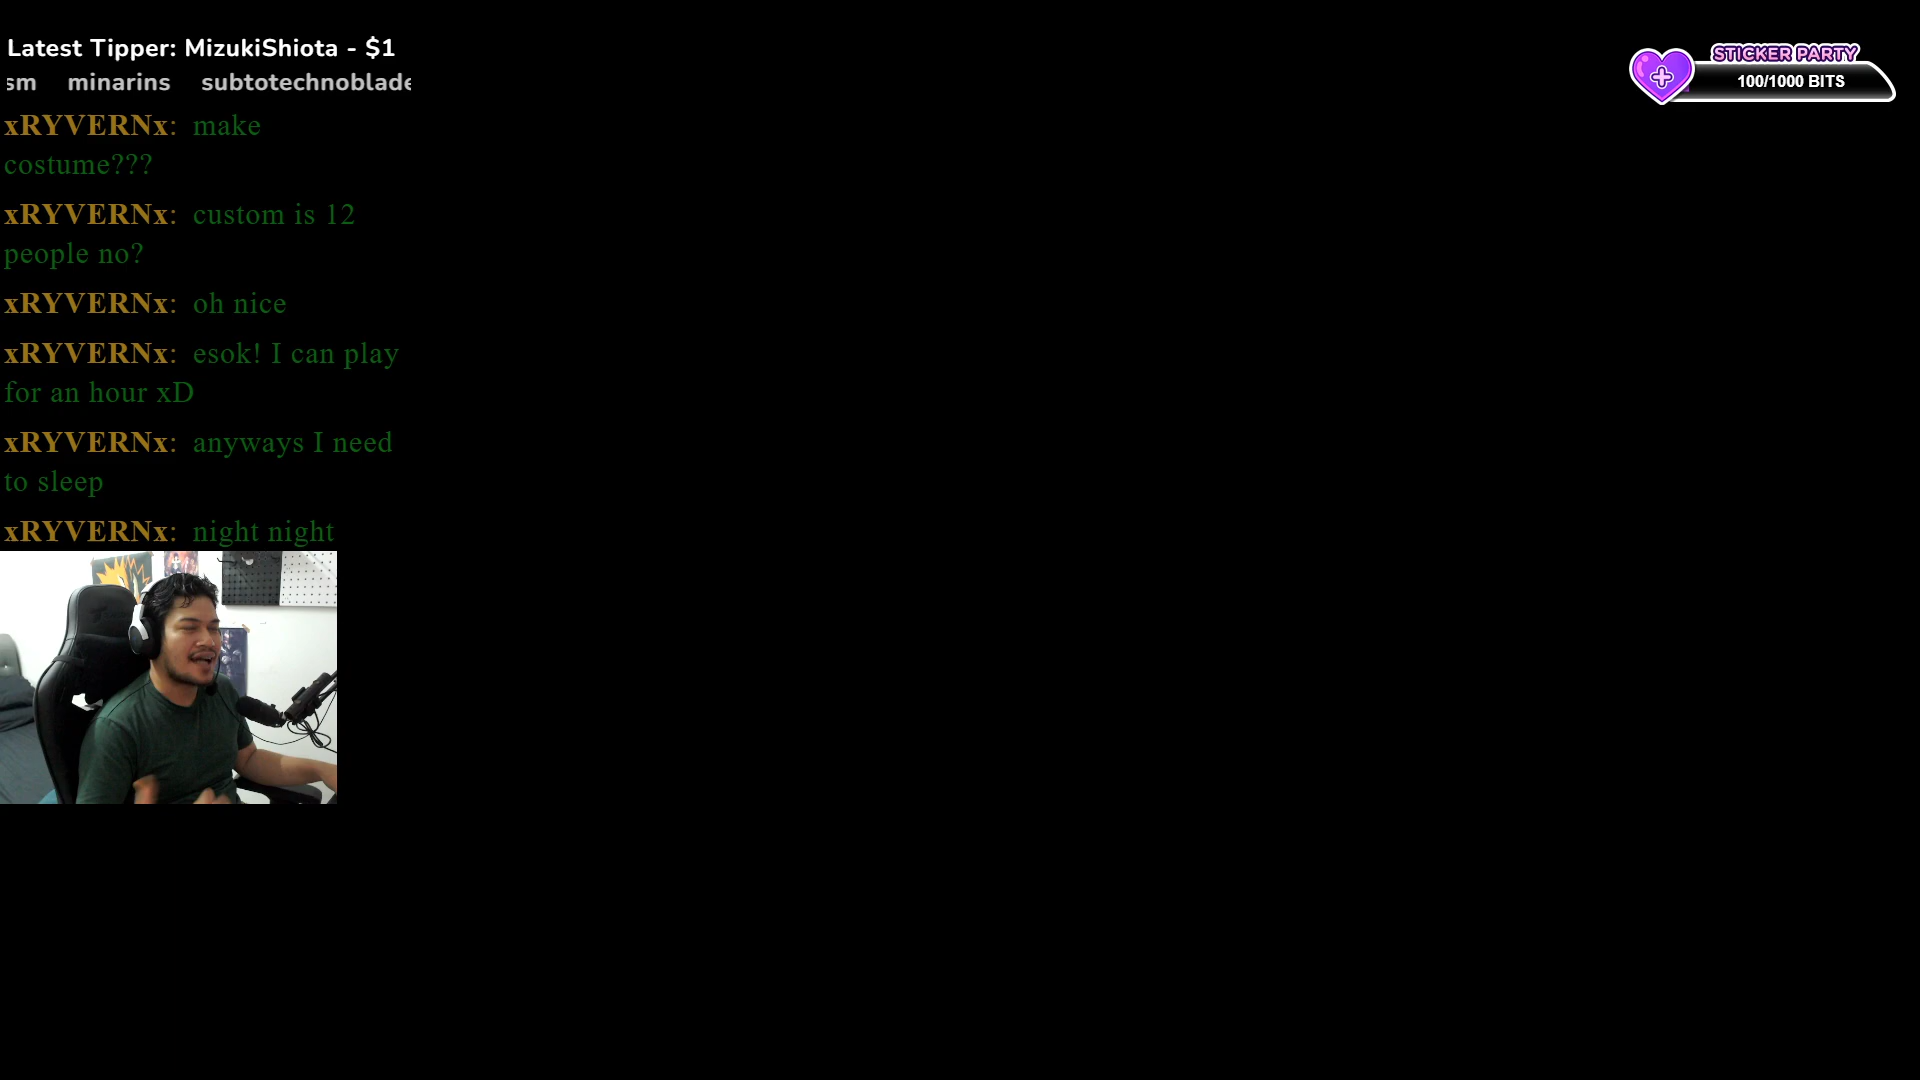 Latest Tipper: MizukiShiota - $1
sm minarins subtotechnoblade
xRYVERNx: make
costume???
xRYVERNx: custom is 12
people no?
xRYVERNx: oh nice
xRYVERNx: esok! I can play
for an hour xD
xRYVERNx: anyways I need
to sleep
xRYVERNx: night night
STICKER PARTY
100/1000 BITS